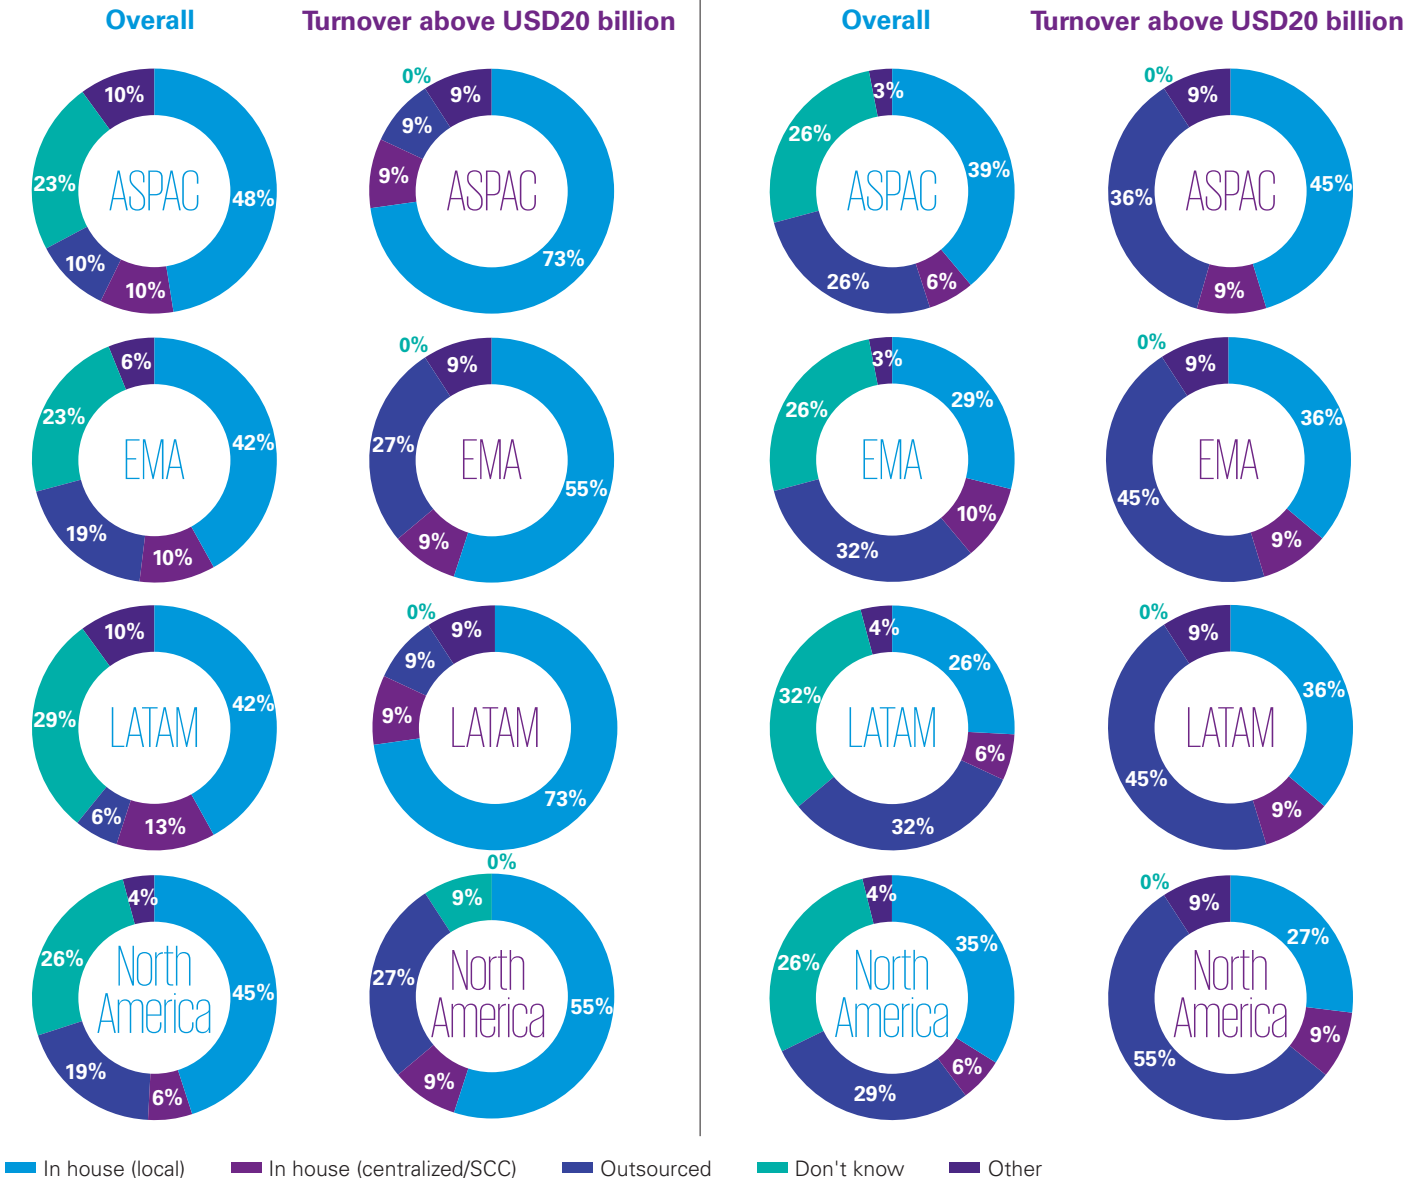 Overall
Turnover above USD20 billion
Overall
Turnover above USD20 billion
10%
48%
10%
10%
23%
ASPAC
0%
9%
9%
9%
73%
ASPAC
3%
39%
6%
26%
26%
ASPAC
0%
9%
45%
9%
36%
ASPAC
6%
42%
10%
19%
23%
EMA
0%
9%
55%
9%
27%
EMA
3%
29%
10%
32%
26%
EMA
0%
9%
36%
9%
45%
EMA
10%
42%
13%
6%
29%
LATAM
0%
9%
9%
9%
73%
LATAM
4%
26%
6%
32%
32%
LATAM
0%
9%
36%
9%
45%
LATAM
4%
45%
6%
19%
26%
North
America
0%
9%
55%
9%
27%
North
America
4%
35%
6%
29%
26%
North
America
0%
9%
27%
9%
55%
North
America
In house (local)
In house (centralized/SCC)
Outsourced
Don't know
Other